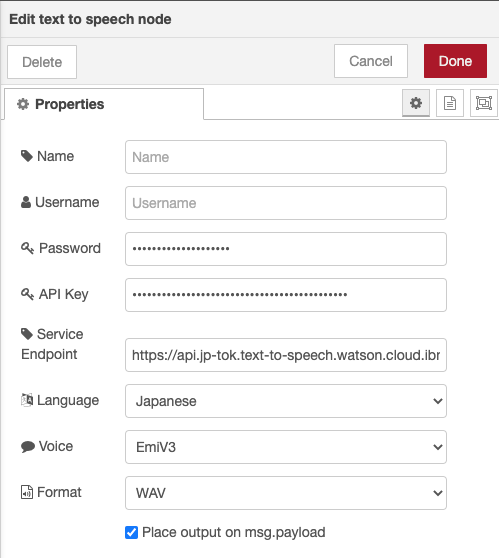 Edit text to speech node
Delete
Cancel
Done
Properties
Name
Name
Username
Username
Password
••••••••••••••••••••
API Key
••••••••••••••••••••••••••••••••••••••••••••
Service
Endpoint
https://api.jp-tok.text-to-speech.watson.cloud.ibr
Language
Japanese
Voice
EmiV3
Format
WAV
Place output on msg.payload